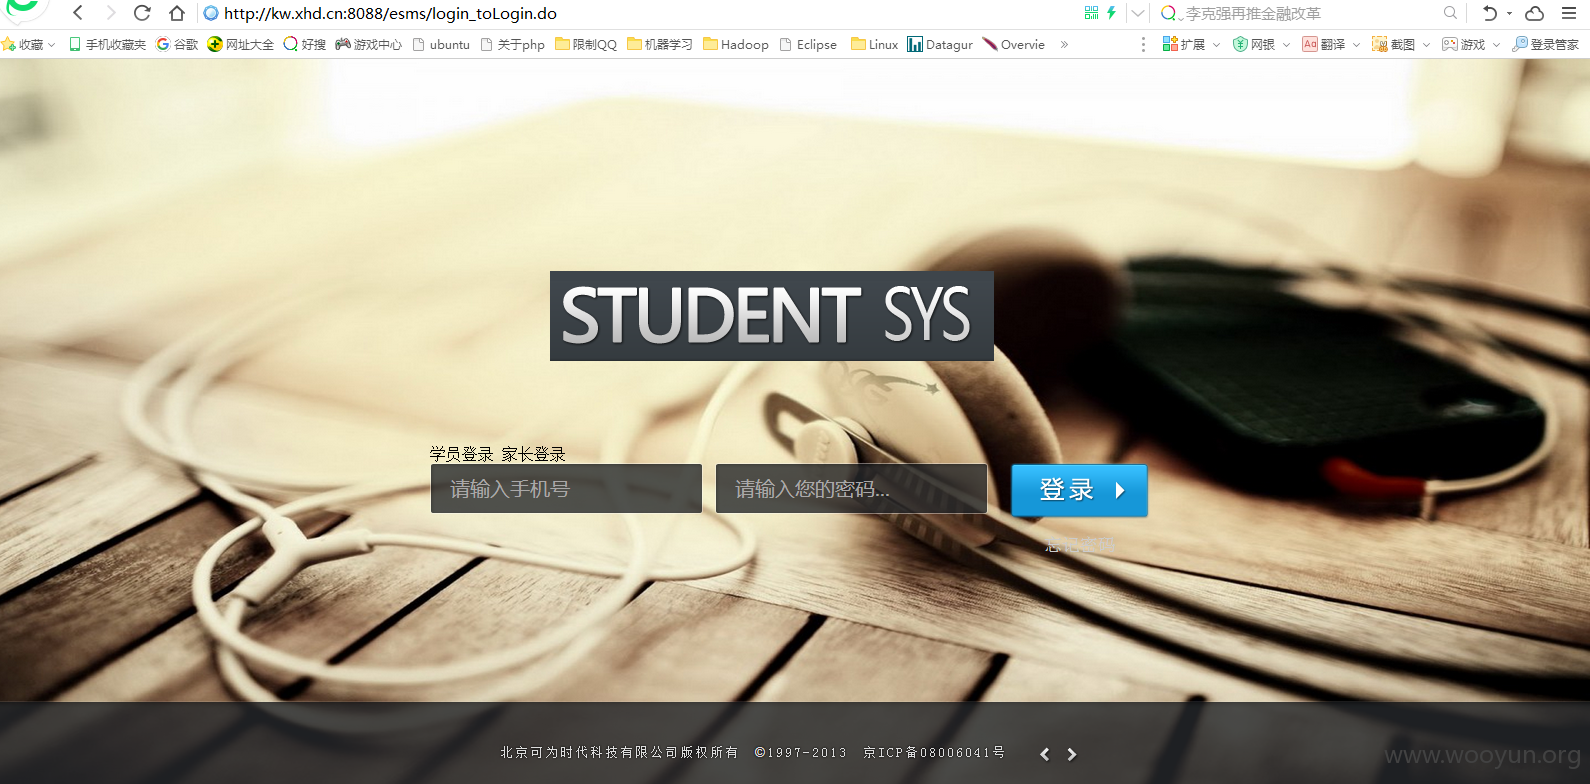 http://kw.xhd.cn:8088/esms/login_toLogin.do
李克强再推金融改革
收藏 手机收藏夹 谷歌 网址大全 好搜 游戏中心 ubuntu 关于php 限制QQ 机器学习 Hadoop Eclipse Linux Datagur Overvie » 扩展 网银 翻译 截图 游戏 登录管家
STUDENT SYS
学员登录 家长登录
请输入手机号 请输入您的密码... 登录
忘记密码
北京可为时代科技有限公司版权所有 ©1997-2013 京ICP备08006041号
www.wooyun.org